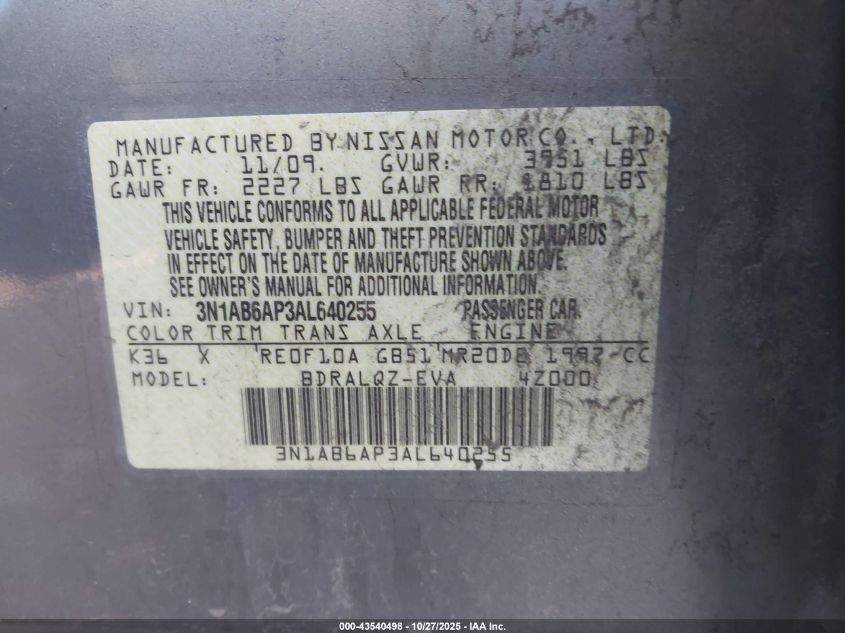 MANUFACTURED BY NISSAN MOTOR CO., LTD.
DATE: 11/09. GVWR: 3951 LBS
GAWR FR: 2227 LBS GAWR RR: 1810 LBS
THIS VEHICLE CONFORMS TO ALL APPLICABLE FEDERAL MOTOR
VEHICLE SAFETY, BUMPER AND THEFT PREVENTION STANDARDS
IN EFFECT ON THE DATE OF MANUFACTURE SHOWN ABOVE.
SEE OWNER'S MANUAL FOR ADDITIONAL INFORMATION.
VIN: 3N1AB6AP3AL640255 PASSENGER CAR
COLOR TRIM TRANS AXLE ENGINE
K36 X RE0F10A GB51 MR20DE 1997-CC
MODEL: BDRALQZ-EVA 4Z000
3N1AB6AP3AL640255
000-43540498 - 10/27/2025 - IAA Inc.